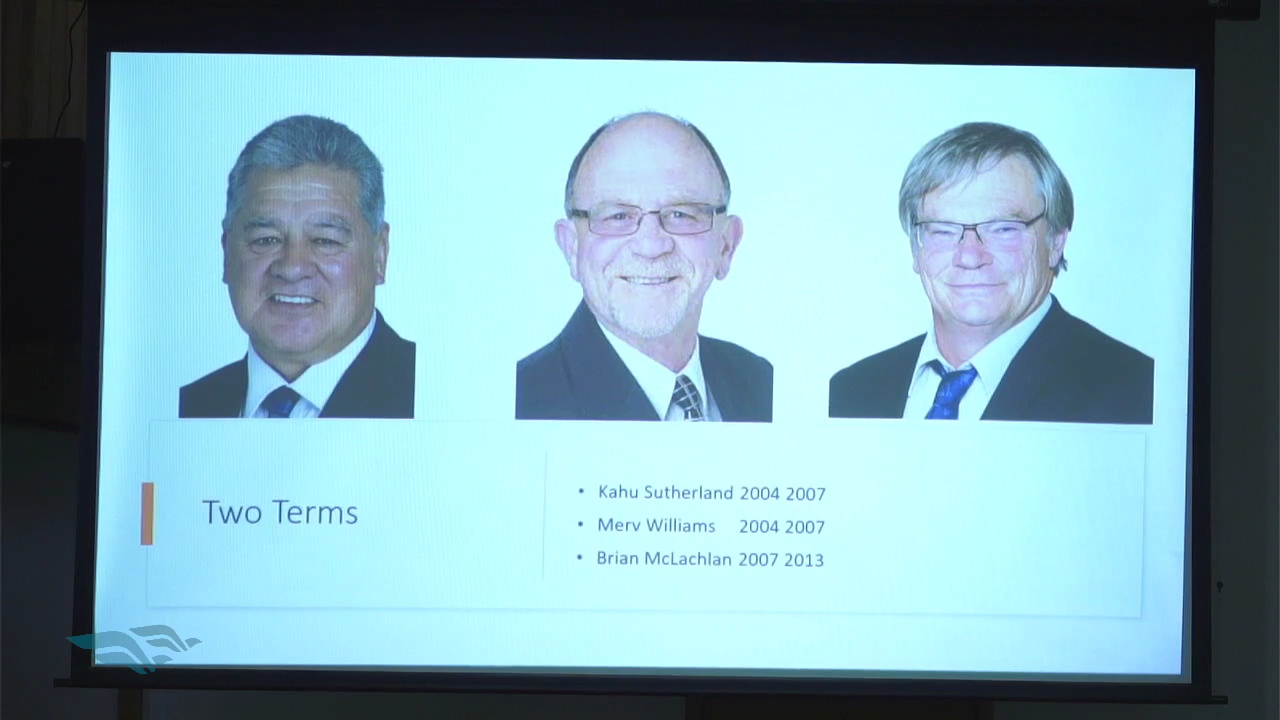 Two Terms
• Kahu Sutherland 2004 2007
• Merv Williams 2004 2007
• Brian McLachlan 2007 2013